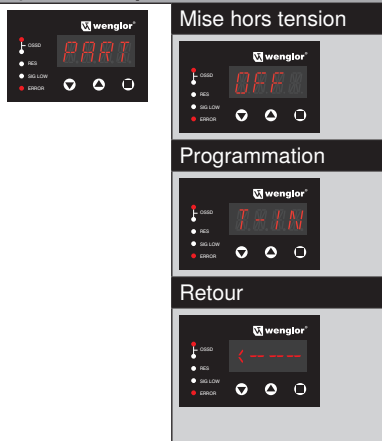 wenglor®
PART
OSSD
RES
SIG LOW
ERROR
Mise hors tension
wenglor®
OFF
OSSD
RES
SIG LOW
ERROR
Programmation
wenglor®
T-IN
OSSD
RES
SIG LOW
ERROR
Retour
wenglor®
<-----
OSSD
RES
SIG LOW
ERROR